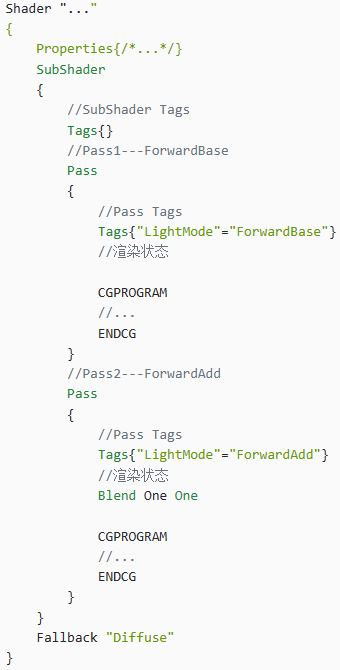 Shader "..."
{
    Properties{/*...*/}
    SubShader
    {
        //SubShader Tags
        Tags{}
        //Pass1---ForwardBase
        Pass
        {
            //Pass Tags
            Tags{"LightMode"="ForwardBase"}
            //渲染状态

            CGPROGRAM
            //...
            ENDCG
        }
        //Pass2---ForwardAdd
        Pass
        {
            //Pass Tags
            Tags{"LightMode"="ForwardAdd"}
            //渲染状态
            Blend One One

            CGPROGRAM
            //...
            ENDCG
        }
    }
    Fallback "Diffuse"
}